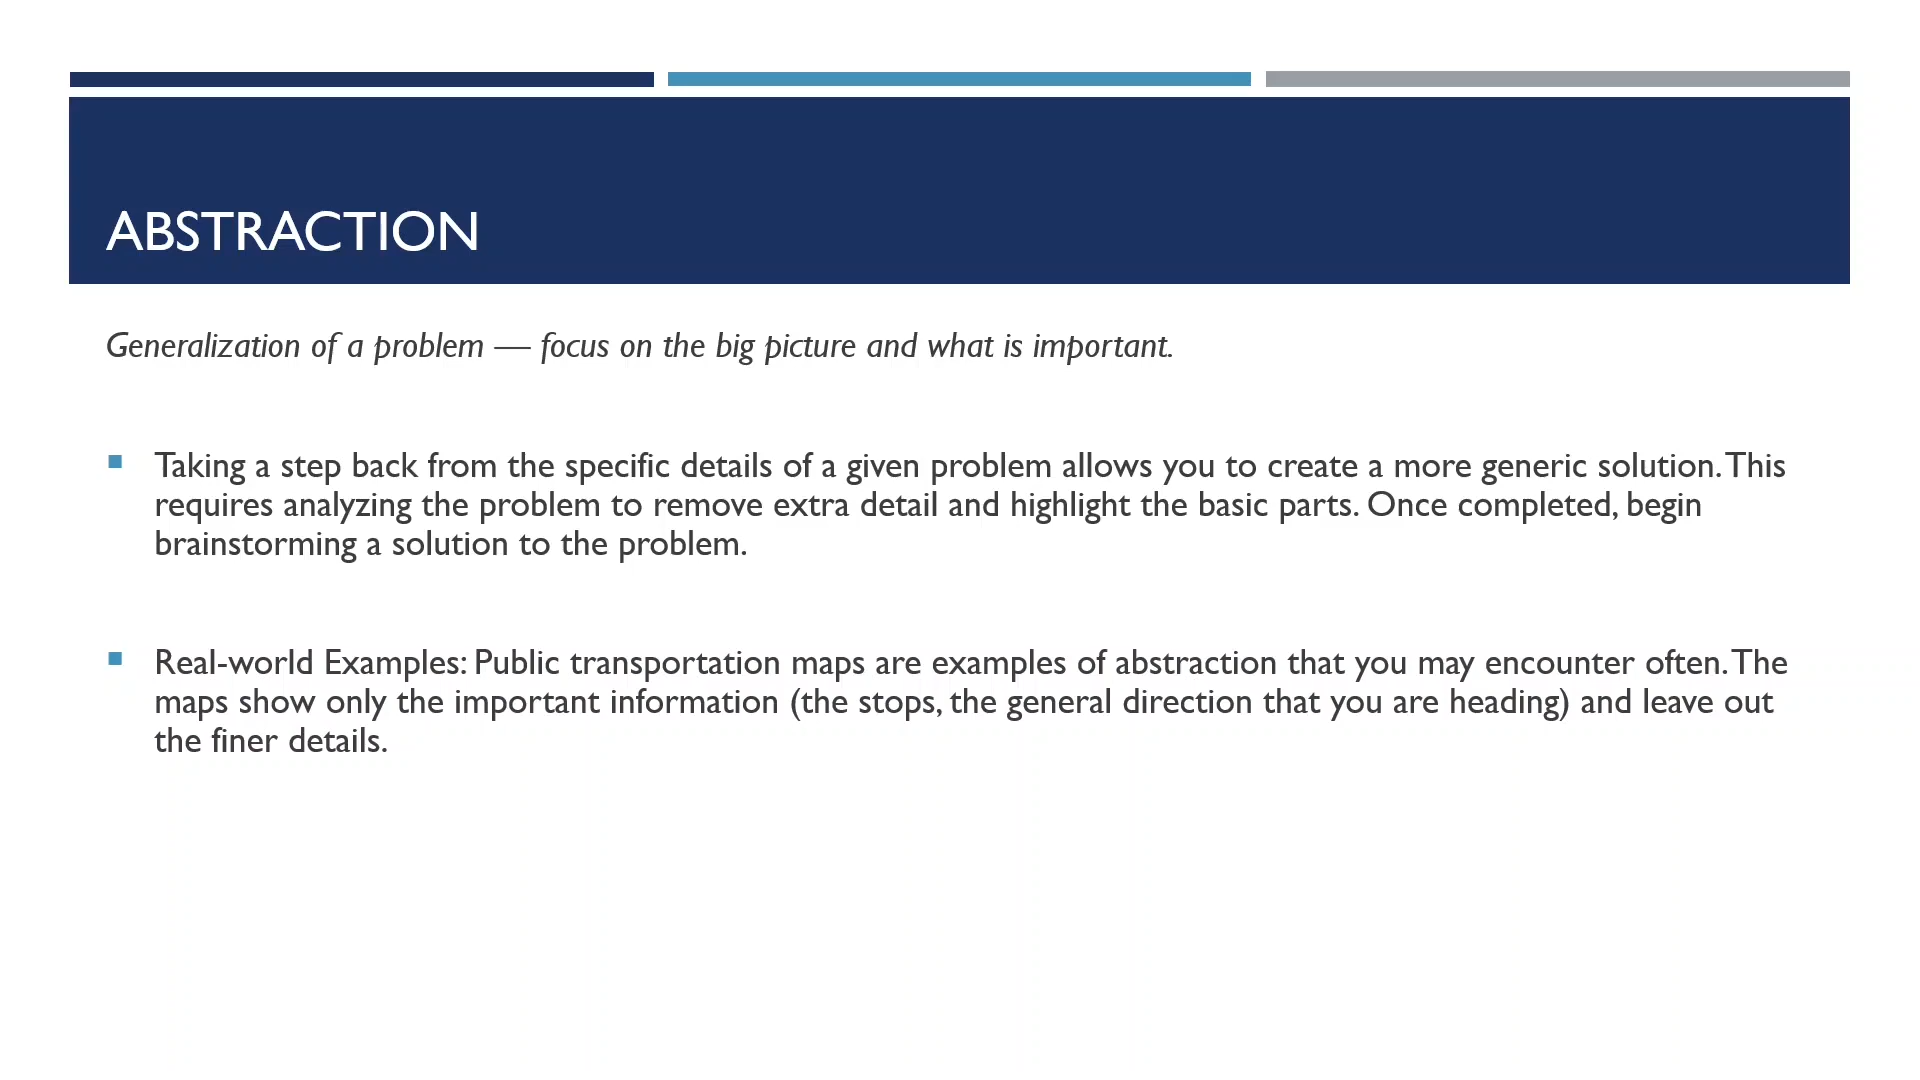 ABSTRACTION
Generalization of a problem — focus on the big picture and what is important.
Taking a step back from the specific details of a given problem allows you to create a more generic solution. This
requires analyzing the problem to remove extra detail and highlight the basic parts. Once completed, begin
brainstorming a solution to the problem.
Real-world Examples: Public transportation maps are examples of abstraction that you may encounter often. The
maps show only the important information (the stops, the general direction that you are heading) and leave out
the finer details.